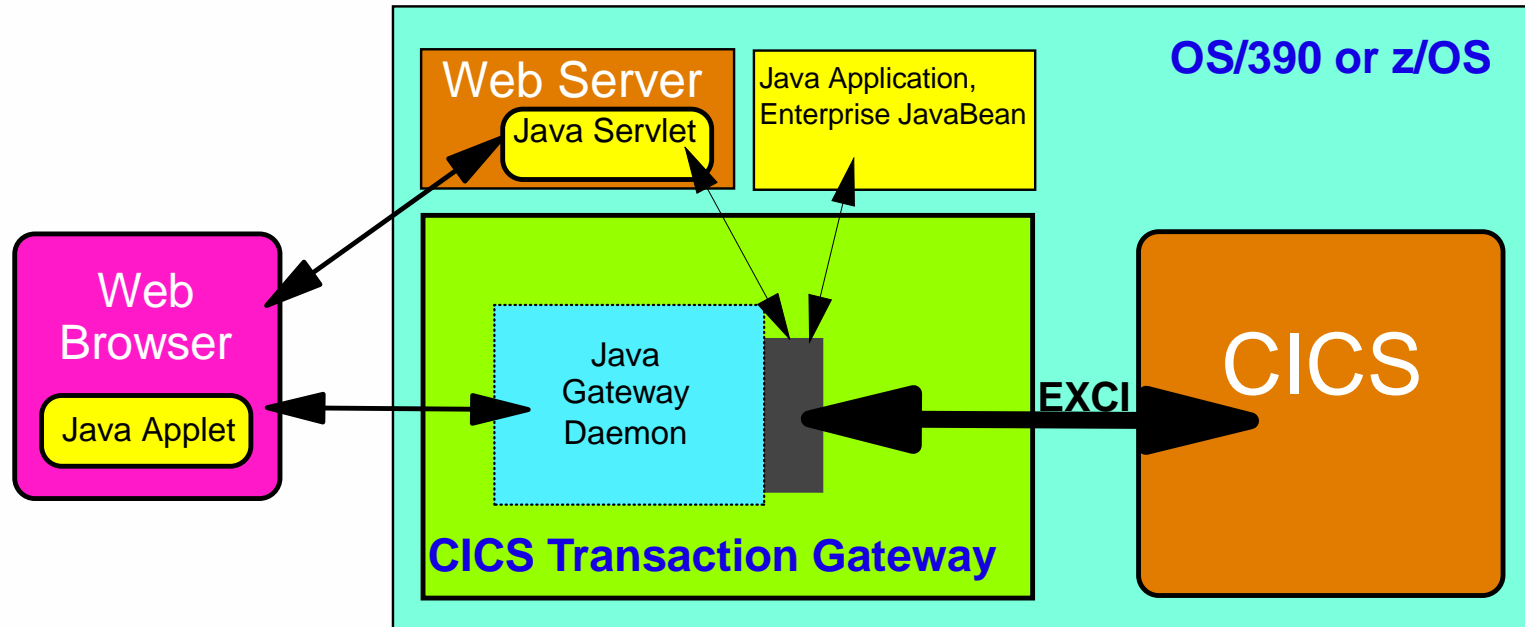 OS/390 or z/OS
Web Server
Java Servlet
Java Application,
Enterprise JavaBean
Web
Browser
Java Applet
Java
Gateway
Daemon
EXCI
CICS
CICS Transaction Gateway